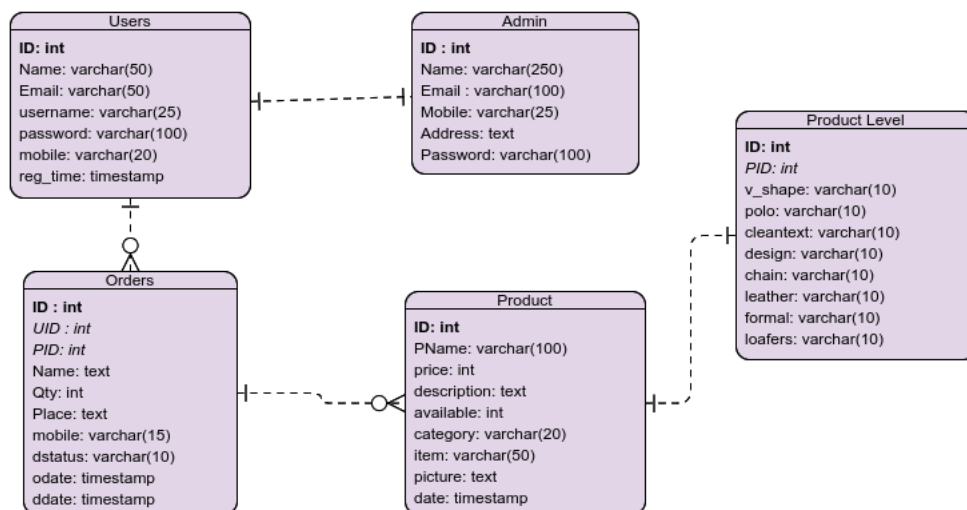 Users
ID: int
Name: varchar(50)
Email: varchar(50)
username: varchar(25)
password: varchar(100)
mobile: varchar(20)
reg_time: timestamp
Admin
ID : int
Name: varchar(250)
Email : varchar(100)
Mobile: varchar(25)
Address: text
Password: varchar(100)
Product Level
ID: int
PID: int
v_shape: varchar(10)
polo: varchar(10)
cleantext: varchar(10)
design: varchar(10)
chain: varchar(10)
leather: varchar(10)
formal: varchar(10)
loafers: varchar(10)
Orders
ID : int
UID : int
PID: int
Name: text
Qty: int
Place: text
mobile: varchar(15)
dstatus: varchar(10)
odate: timestamp
ddate: timestamp
Product
ID: int
PName: varchar(100)
price: int
description: text
available: int
category: varchar(20)
item: varchar(50)
picture: text
date: timestamp